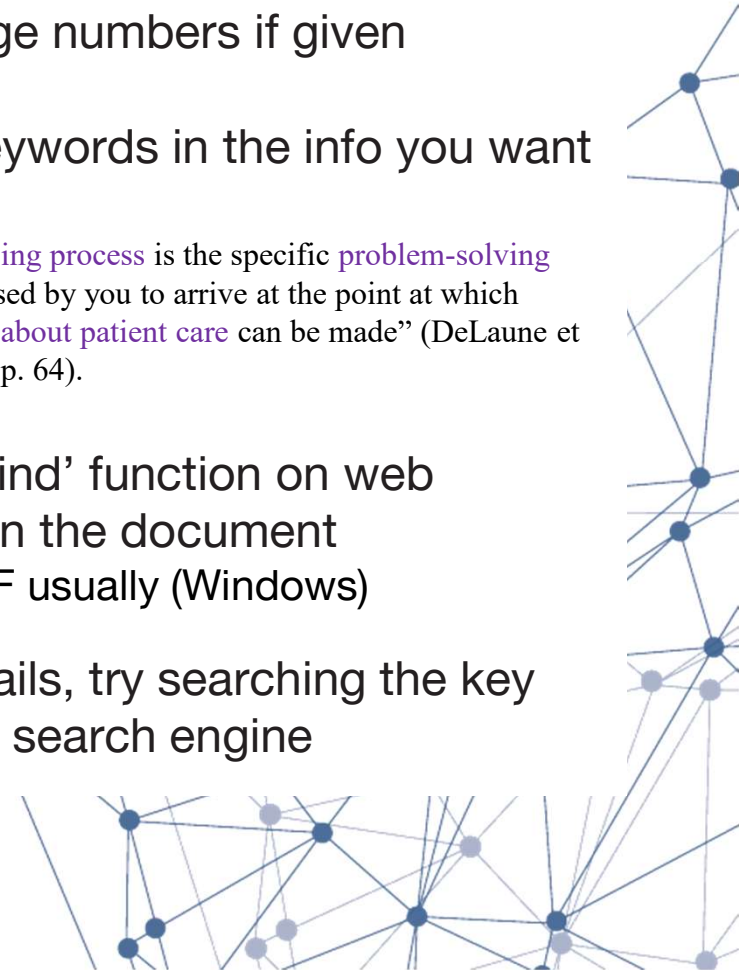 ge numbers if given
eywords in the info you want
ing process is the specific problem-solving
sed by you to arrive at the point at which
about patient care can be made” (DeLaune et
p. 64).
ind’ function on web
n the document
F usually (Windows)
ails, try searching the key
search engine